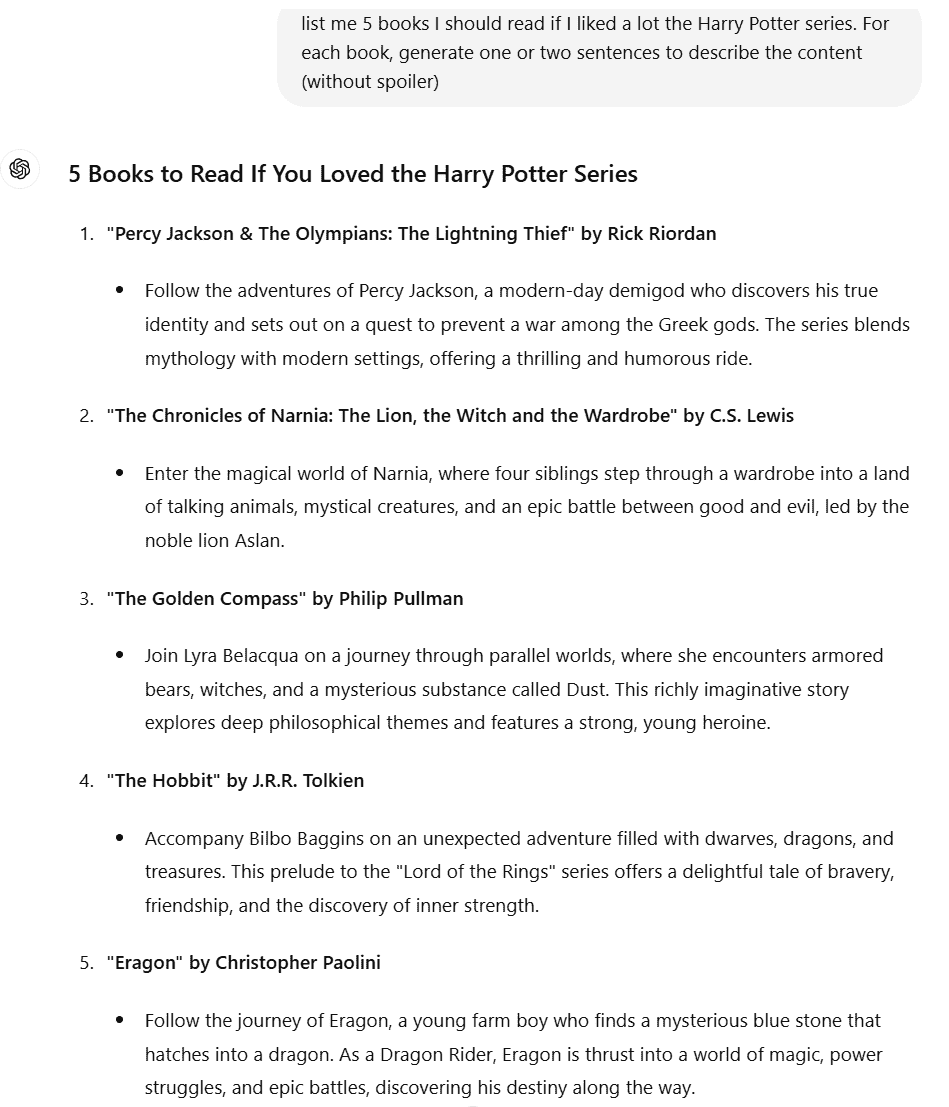 list me 5 books I should read if I liked a lot the Harry Potter series. For
each book, generate one or two sentences to describe the content
(without spoiler)
5 Books to Read If You Loved the Harry Potter Series
1. "Percy Jackson & The Olympians: The Lightning Thief" by Rick Riordan
• Follow the adventures of Percy Jackson, a modern-day demigod who discovers his true
identity and sets out on a quest to prevent a war among the Greek gods. The series blends
mythology with modern settings, offering a thrilling and humorous ride.
2. "The Chronicles of Narnia: The Lion, the Witch and the Wardrobe" by C.S. Lewis
• Enter the magical world of Narnia, where four siblings step through a wardrobe into a land
of talking animals, mystical creatures, and an epic battle between good and evil, led by the
noble lion Aslan.
3. "The Golden Compass" by Philip Pullman
• Join Lyra Belacqua on a journey through parallel worlds, where she encounters armored
bears, witches, and a mysterious substance called Dust. This richly imaginative story
explores deep philosophical themes and features a strong, young heroine.
4. "The Hobbit" by J.R.R. Tolkien
• Accompany Bilbo Baggins on an unexpected adventure filled with dwarves, dragons, and
treasures. This prelude to the "Lord of the Rings" series offers a delightful tale of bravery,
friendship, and the discovery of inner strength.
5. "Eragon" by Christopher Paolini
• Follow the journey of Eragon, a young farm boy who finds a mysterious blue stone that
hatches into a dragon. As a Dragon Rider, Eragon is thrust into a world of magic, power
struggles, and epic battles, discovering his destiny along the way.